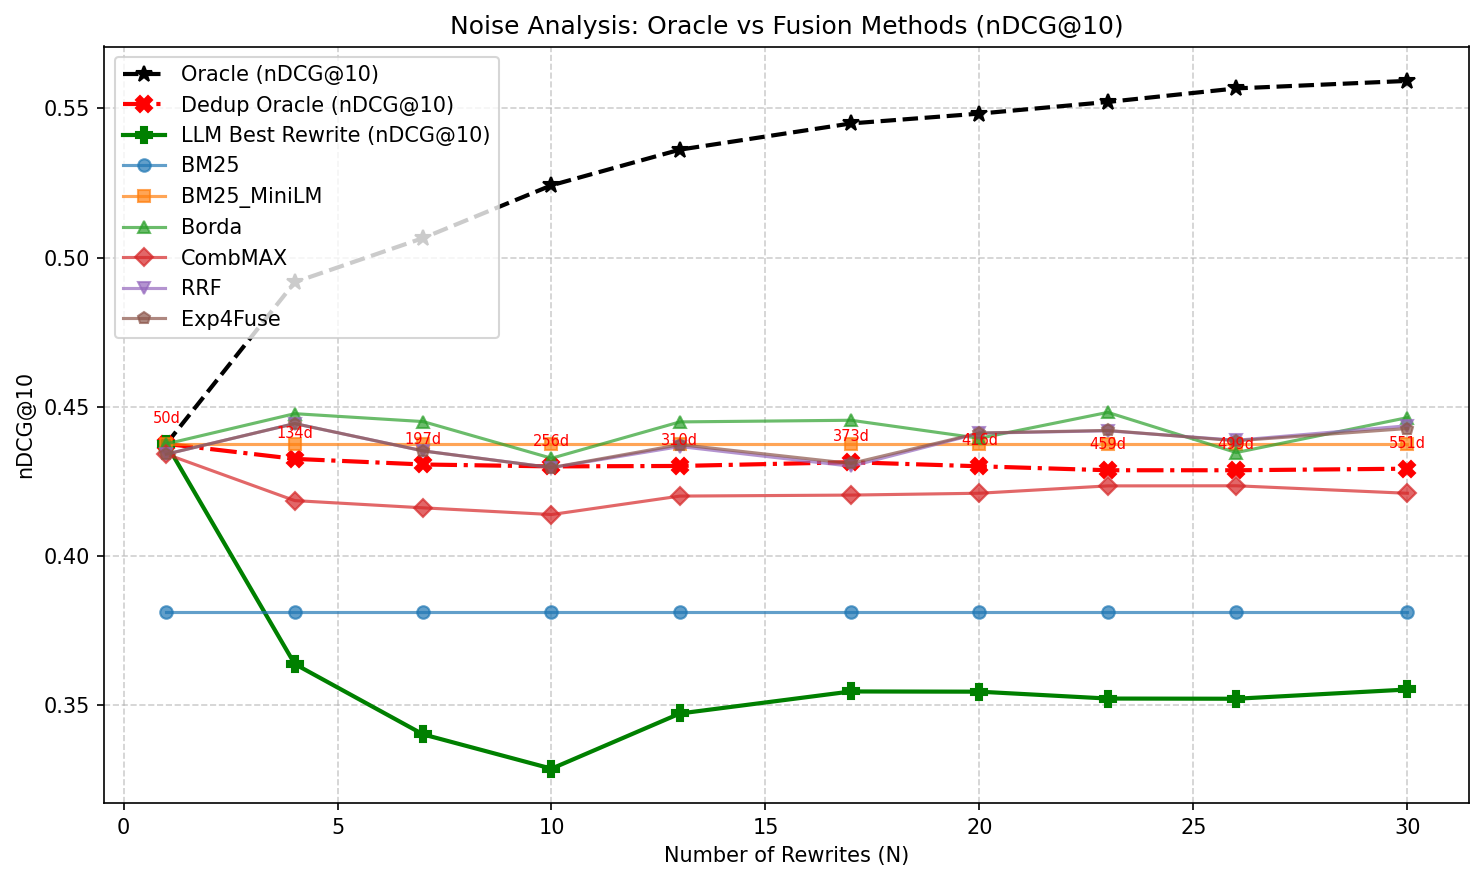 Noise Analysis: Oracle vs Fusion Methods (nDCG@10)
Oracle (nDCG@10)
Dedup Oracle (nDCG@10)
LLM Best Rewrite (nDCG@10)
BM25
BM25_MiniLM
Borda
CombMAX
RRF
Exp4Fuse
nDCG@10
0.55
0.50
0.45
0.40
0.35
50d
134d
197d
256d
310d
373d
416d
459d
499d
551d
0
5
10
15
20
25
30
Number of Rewrites (N)